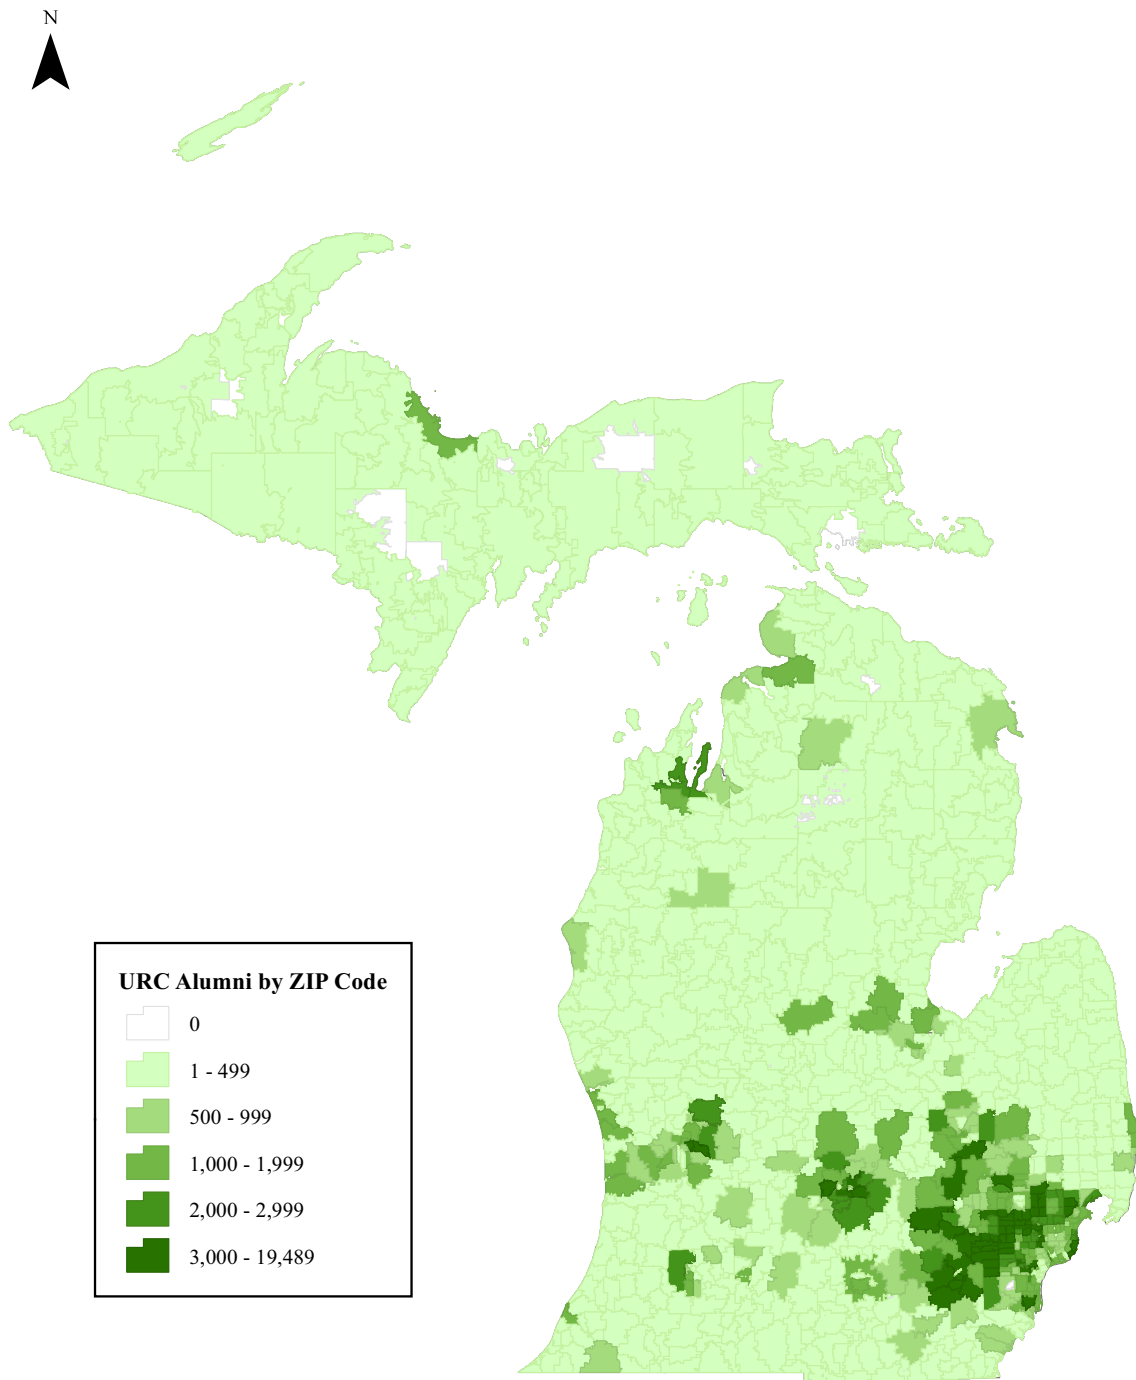 N
URC Alumni by ZIP Code
0
1 - 499
500 - 999
1,000 - 1,999
2,000 - 2,999
3,000 - 19,489